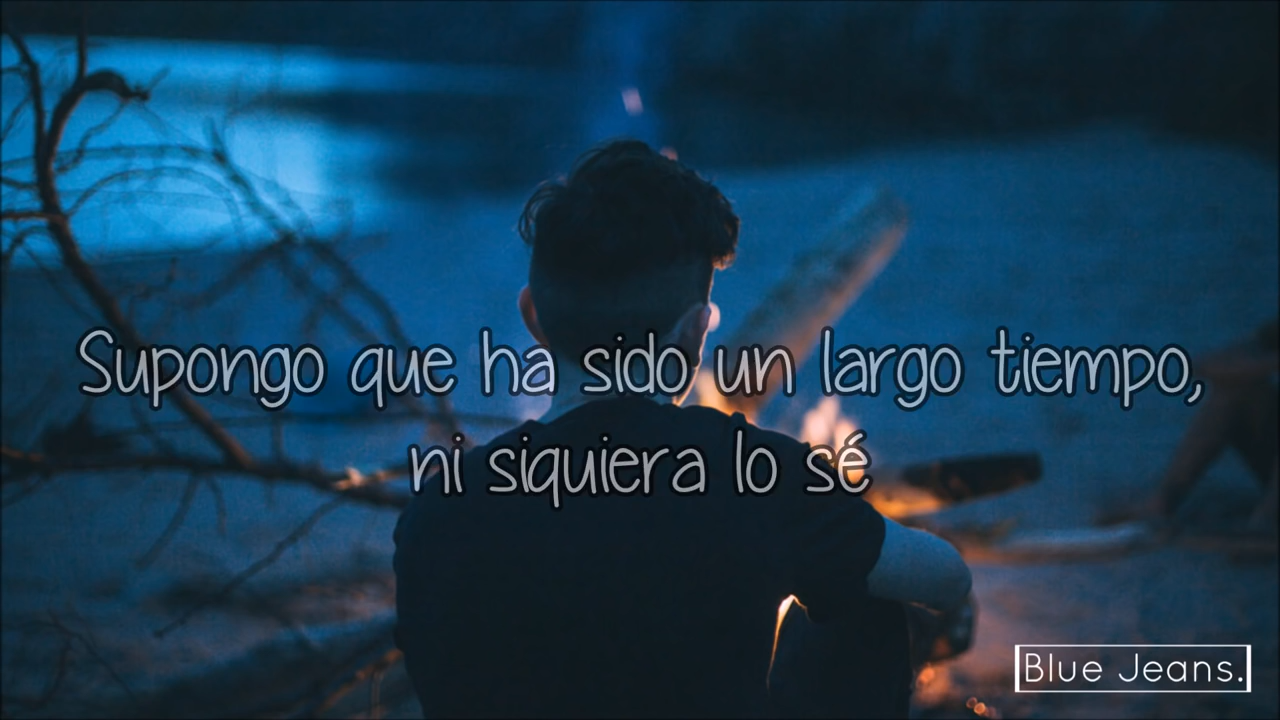 Supongo que ha sido un largo tiempo,
ni siquiera lo sé
Blue Jeans.